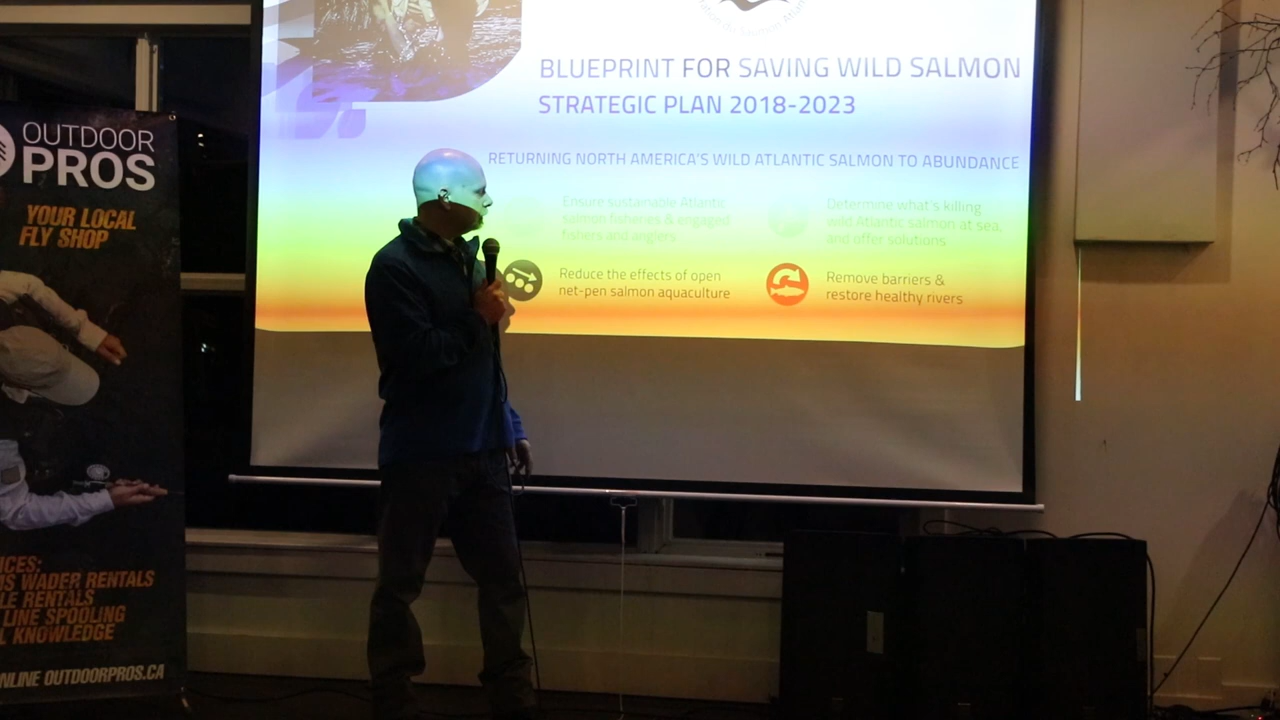 OUTDOOR
PROS
YOUR LOCAL
FLY SHOP
WADER RENTALS
RENTALS
LINE SPOOLING
KNOWLEDGE
OUTDOORPROS.CA
BLUEPRINT FOR SAVING WILD SALMON
STRATEGIC PLAN 2018-2023
RETURNING NORTH AMERICA'S WILD ATLANTIC SALMON TO ABUNDANCE
Ensure sustainable Atlantic
salmon fisheries & engaged
fishers and anglers
Determine what's killing
wild Atlantic salmon at sea,
and offer solutions
Reduce the effects of open
net-pen salmon aquaculture
Remove barriers &
restore healthy rivers